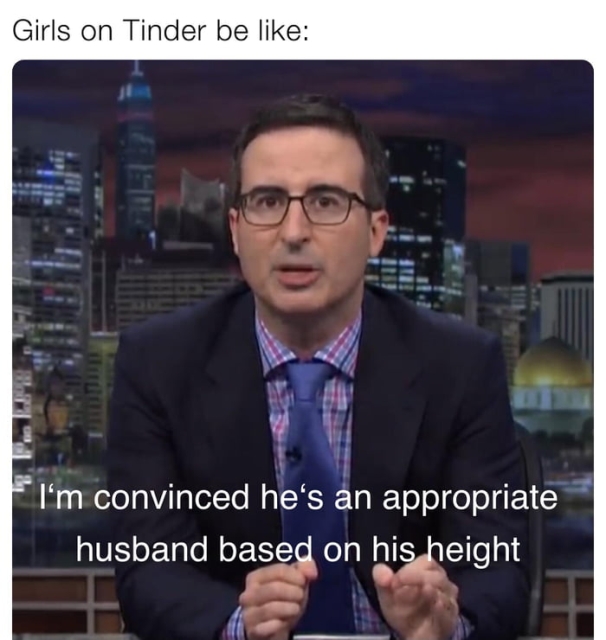 Girls on Tinder be like:
I'm convinced he's an appropriate
husband based on his height